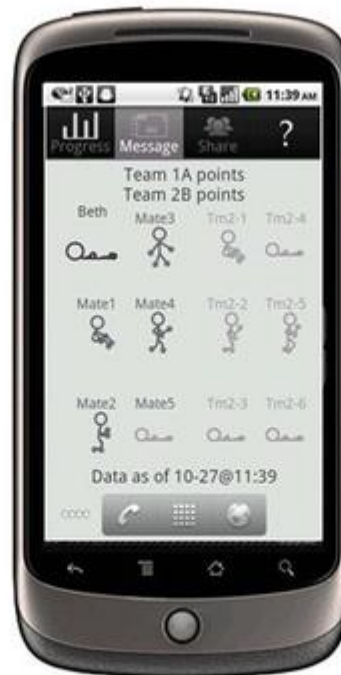 11:39 AM
Progress Message Share ?
Team 1A points
Team 2B points
Beth Mate3 Tm2-1 Tm2-4
Mate1 Mate4 Tm2-2 Tm2-5
Mate2 Mate5 Tm2-3 Tm2-6
Data as of 10-27@11:39